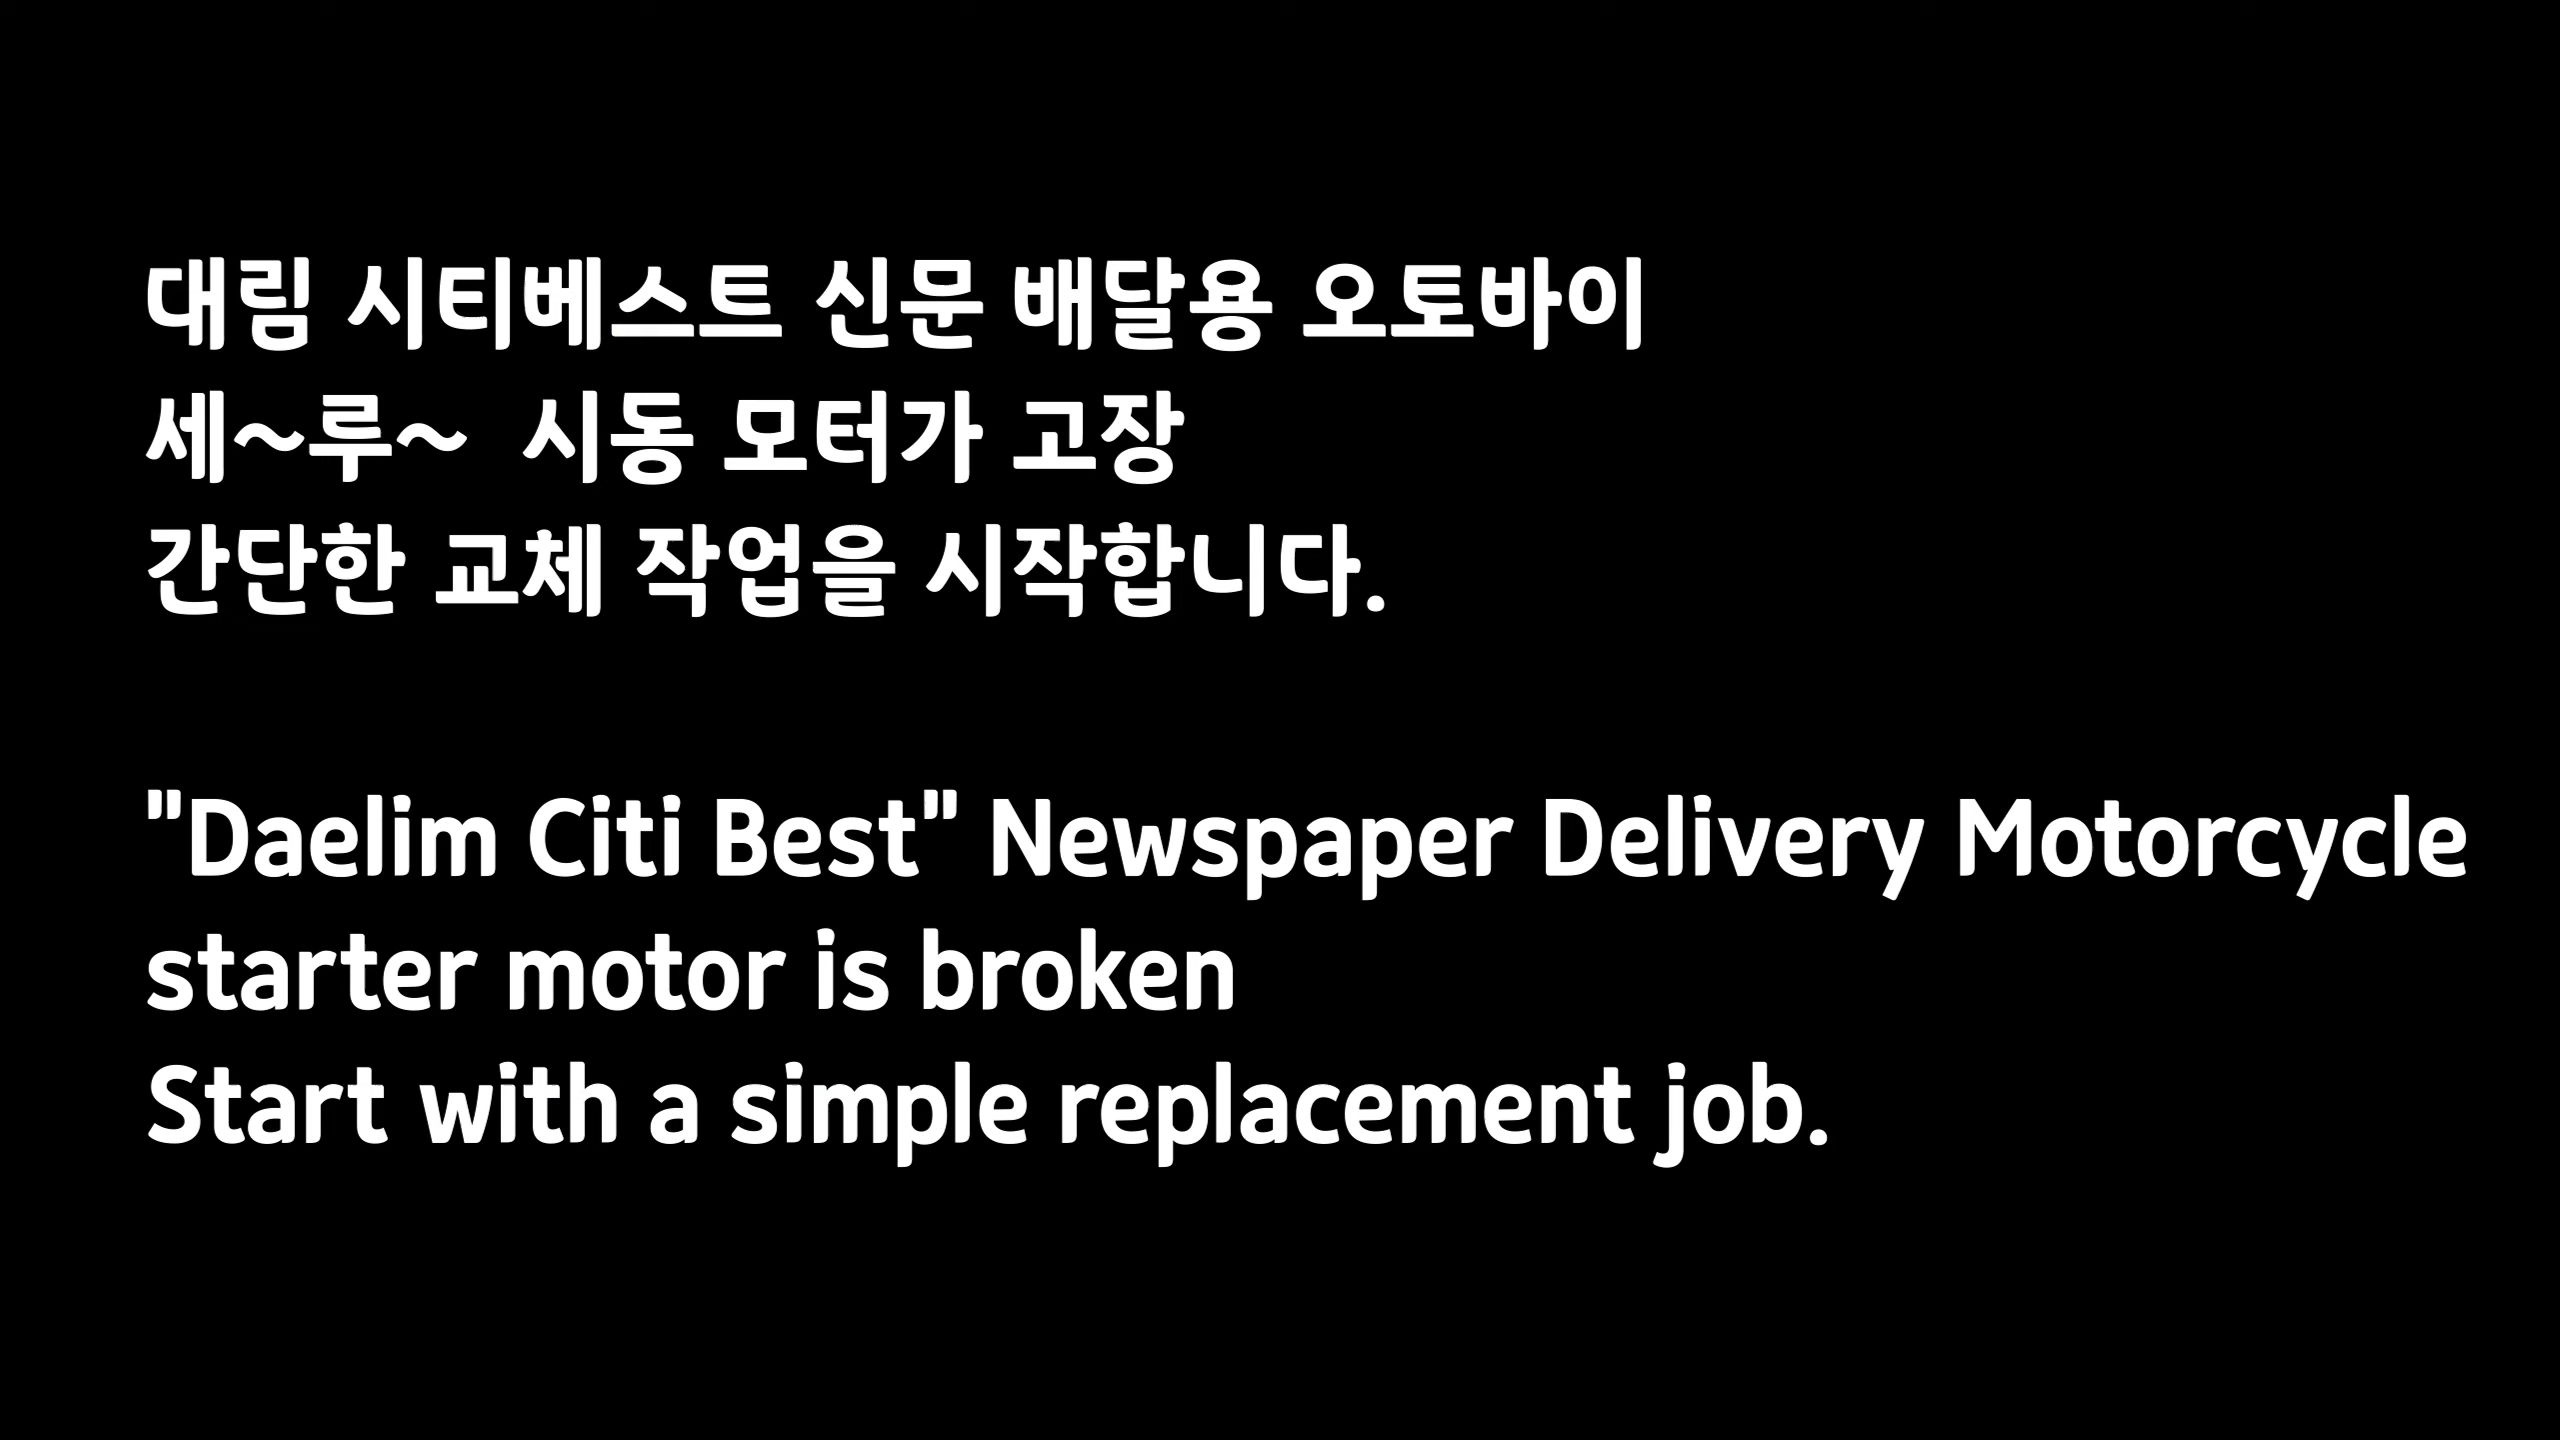 대림 시티베스트 신문 배달용 오토바이
세~루~  시동 모터가 고장
간단한 교체 작업을 시작합니다.
"Daelim Citi Best" Newspaper Delivery Motorcycle
starter motor is broken
Start with a simple replacement job.